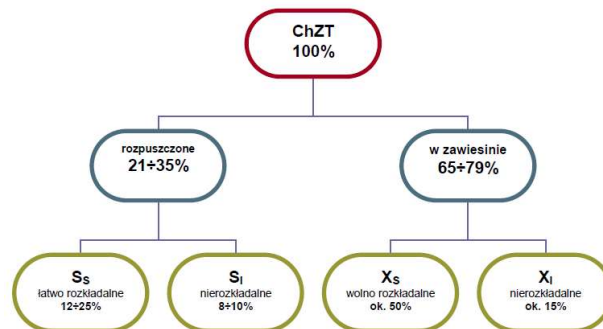 ChZT
100%
rozpuszczone
21÷35%
w zawiesinie
65÷79%
Ss
łatwo rozkładalne
12÷25%
SI
nierozkładalne
8÷10%
Xs
wolno rozkładalne
ok. 50%
XI
nierozkładalne
ok. 15%